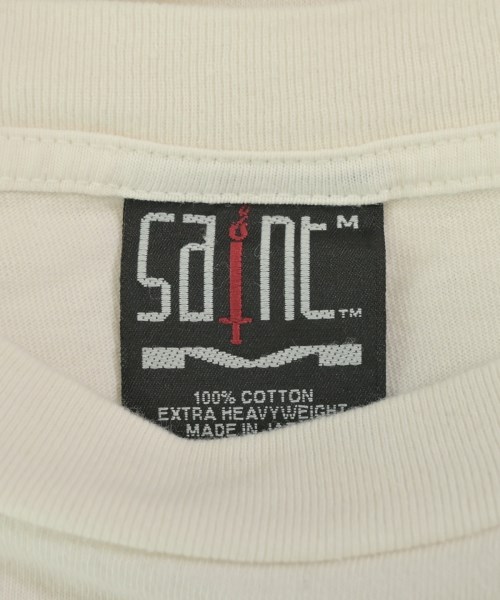 saint M
TM
100% COTTON
EXTRA HEAVYWEIGHT
MADE IN